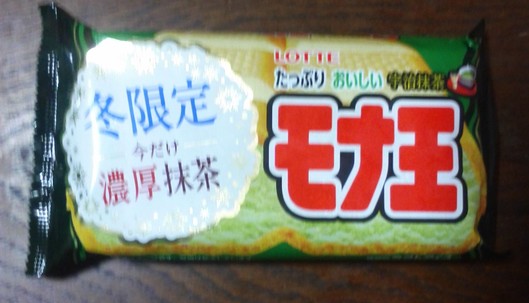 冬限定
今だけ
濃厚抹茶
LOTTE
たっぷり おいしい 宇治抹茶
モナ王